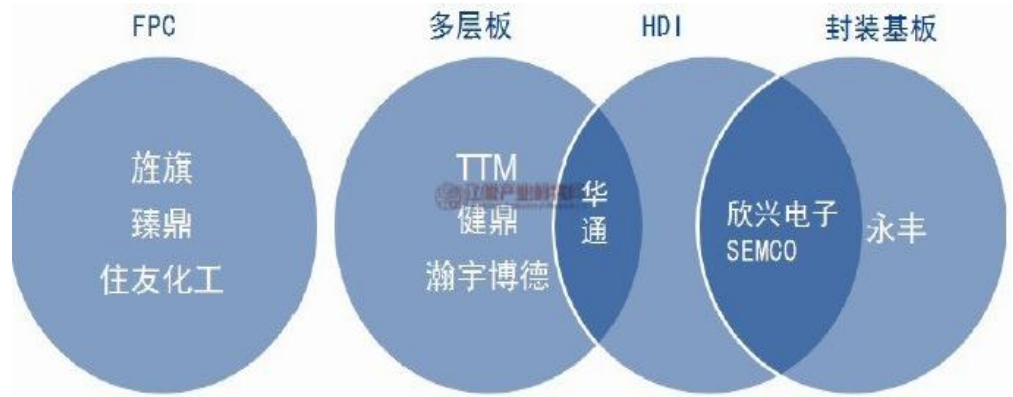 FPC
多层板
HDI
封装基板
旌旗
臻鼎
住友化工
TTM
健鼎
瀚宇博德
华
通
欣兴电子
SEMCO
永丰